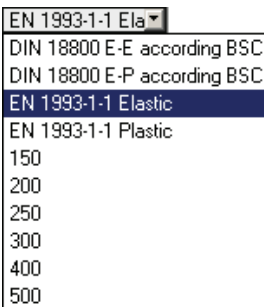 EN 1993-1-1 Ela
DIN 18800 E-E according BSC
DIN 18800 E-P according BSC
EN 1993-1-1 Elastic
EN 1993-1-1 Plastic
150
200
250
300
400
500